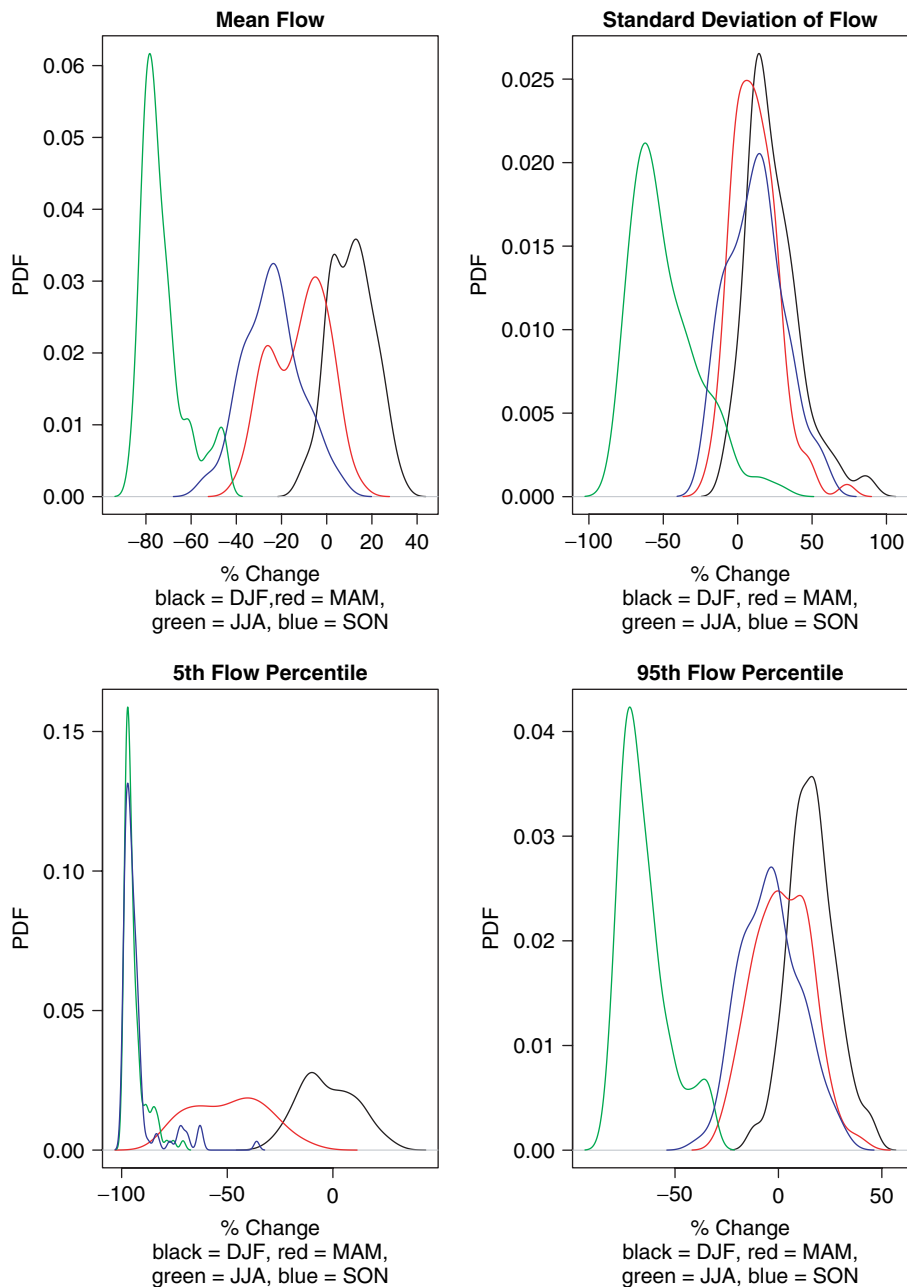 Mean Flow
PDF
0.06
0.05
0.04
0.03
0.02
0.01
0.00
−80 −60 −40 −20 0 20 40
% Change
black = DJF,red = MAM,
green = JJA, blue = SON
Standard Deviation of Flow
PDF
0.025
0.020
0.015
0.010
0.005
0.000
−100 −50 0 50 100
% Change
black = DJF, red = MAM,
green = JJA, blue = SON
5th Flow Percentile
PDF
0.15
0.10
0.05
0.00
−100 −50 0
% Change
black = DJF, red = MAM,
green = JJA, blue = SON
95th Flow Percentile
PDF
0.04
0.03
0.02
0.01
0.00
−50 0 50
% Change
black = DJF, red = MAM,
green = JJA, blue = SON